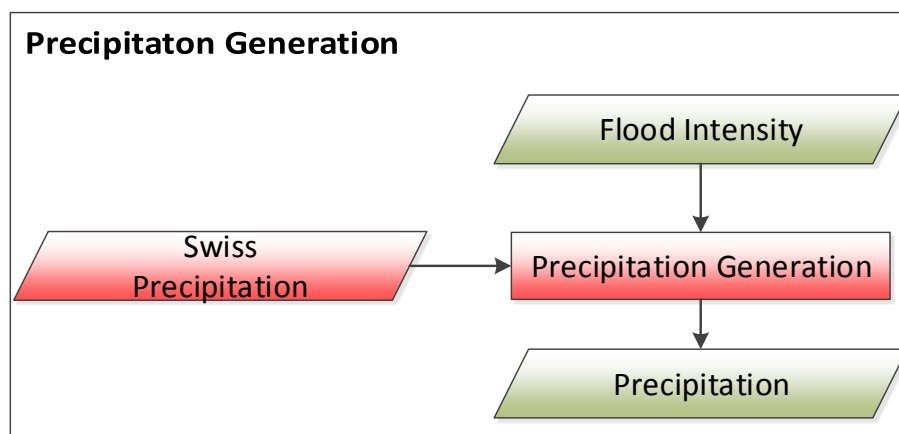 Precipitaton Generation
Flood Intensity
Swiss
Precipitation
Precipitation Generation
Precipitation